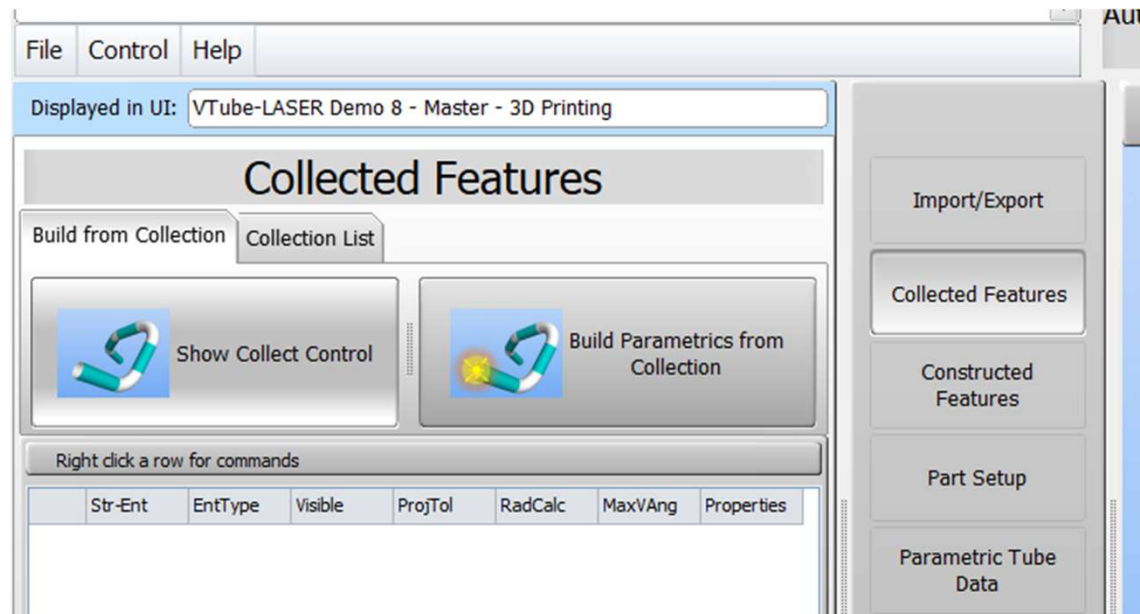 File Control Help
Displayed in UI: VTube-LASER Demo 8 - Master - 3D Printing
Collected Features
Build from Collection Collection List
Show Collect Control
Build Parametrics from
Collection
Right click a row for commands
Str-Ent EntType Visible ProjTol RadCalc MaxVAng Properties
Import/Export
Collected Features
Constructed
Features
Part Setup
Parametric Tube
Data